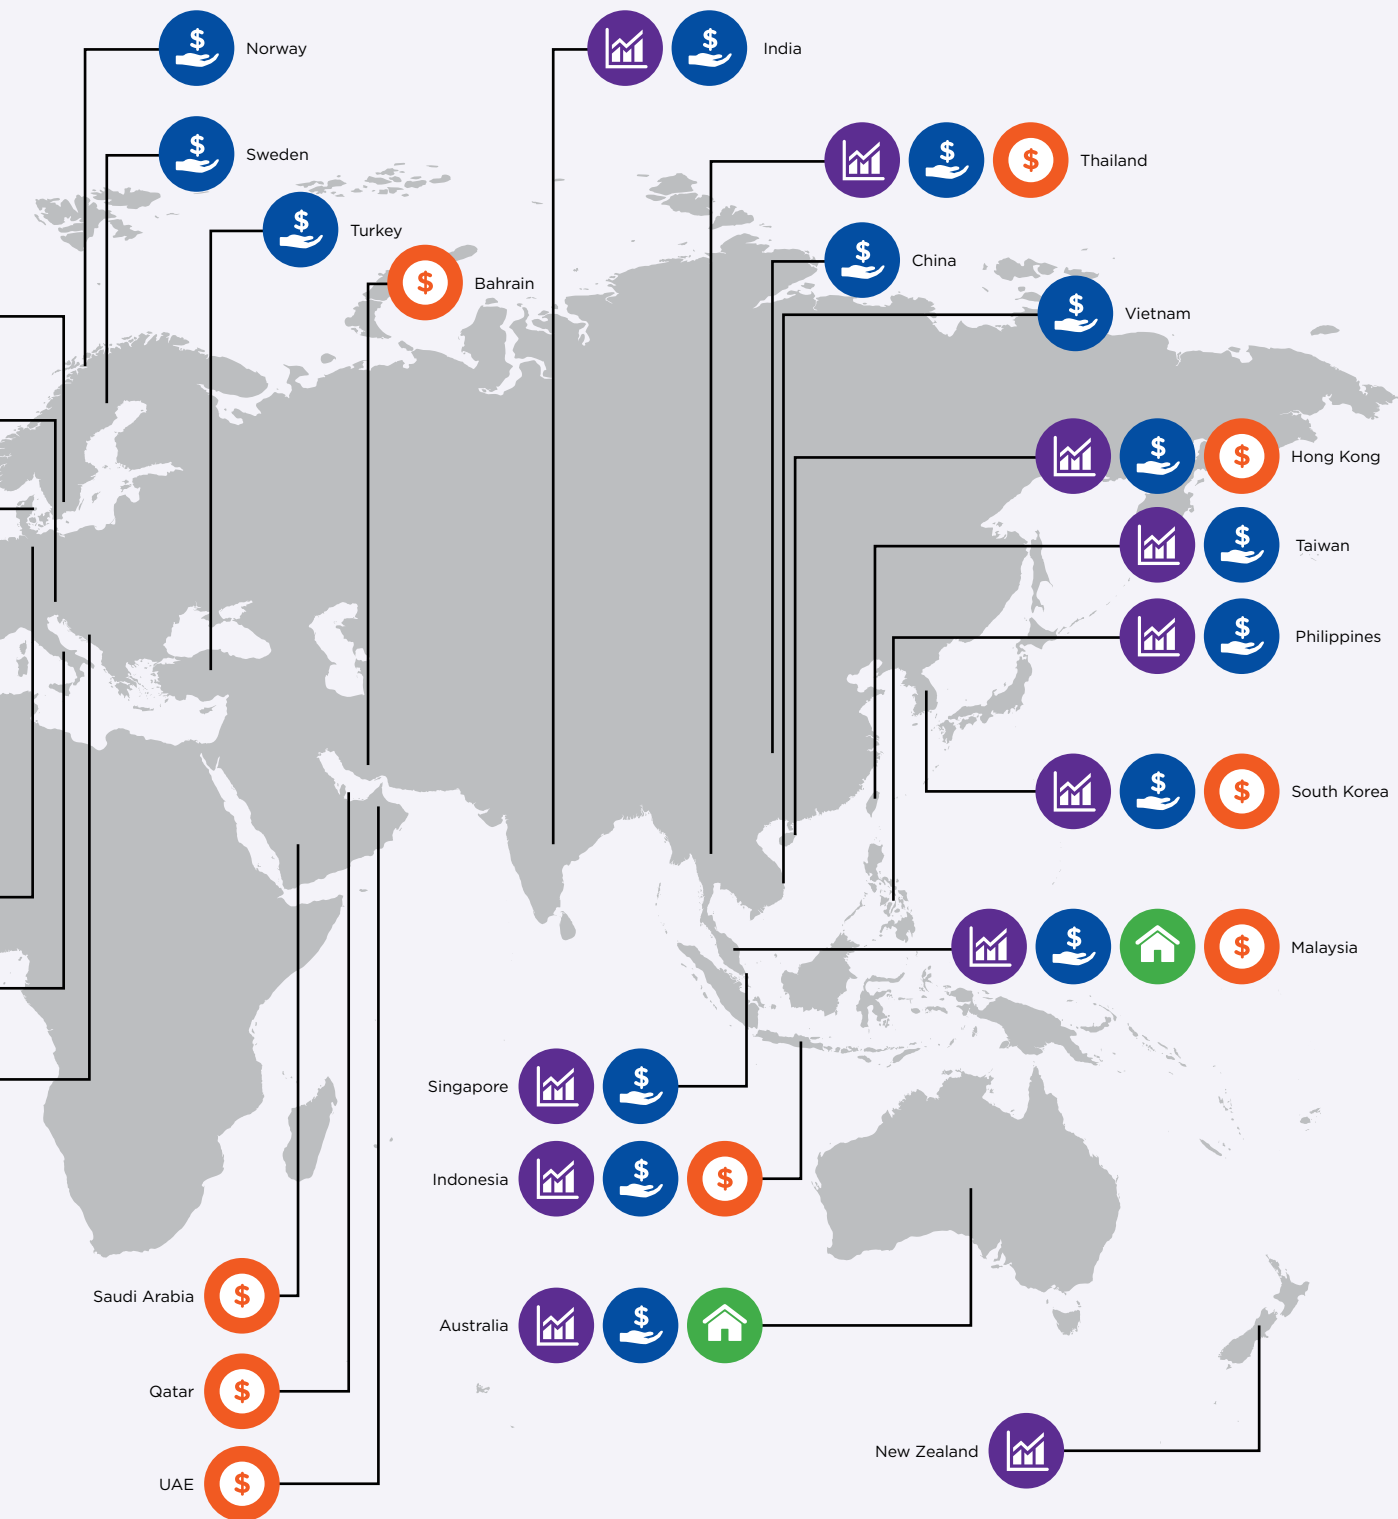 Norway
India
Sweden
Thailand
Turkey
China
Bahrain
Vietnam
Hong Kong
Taiwan
Philippines
South Korea
Malaysia
Singapore
Indonesia
Saudi Arabia
Australia
Qatar
New Zealand
UAE